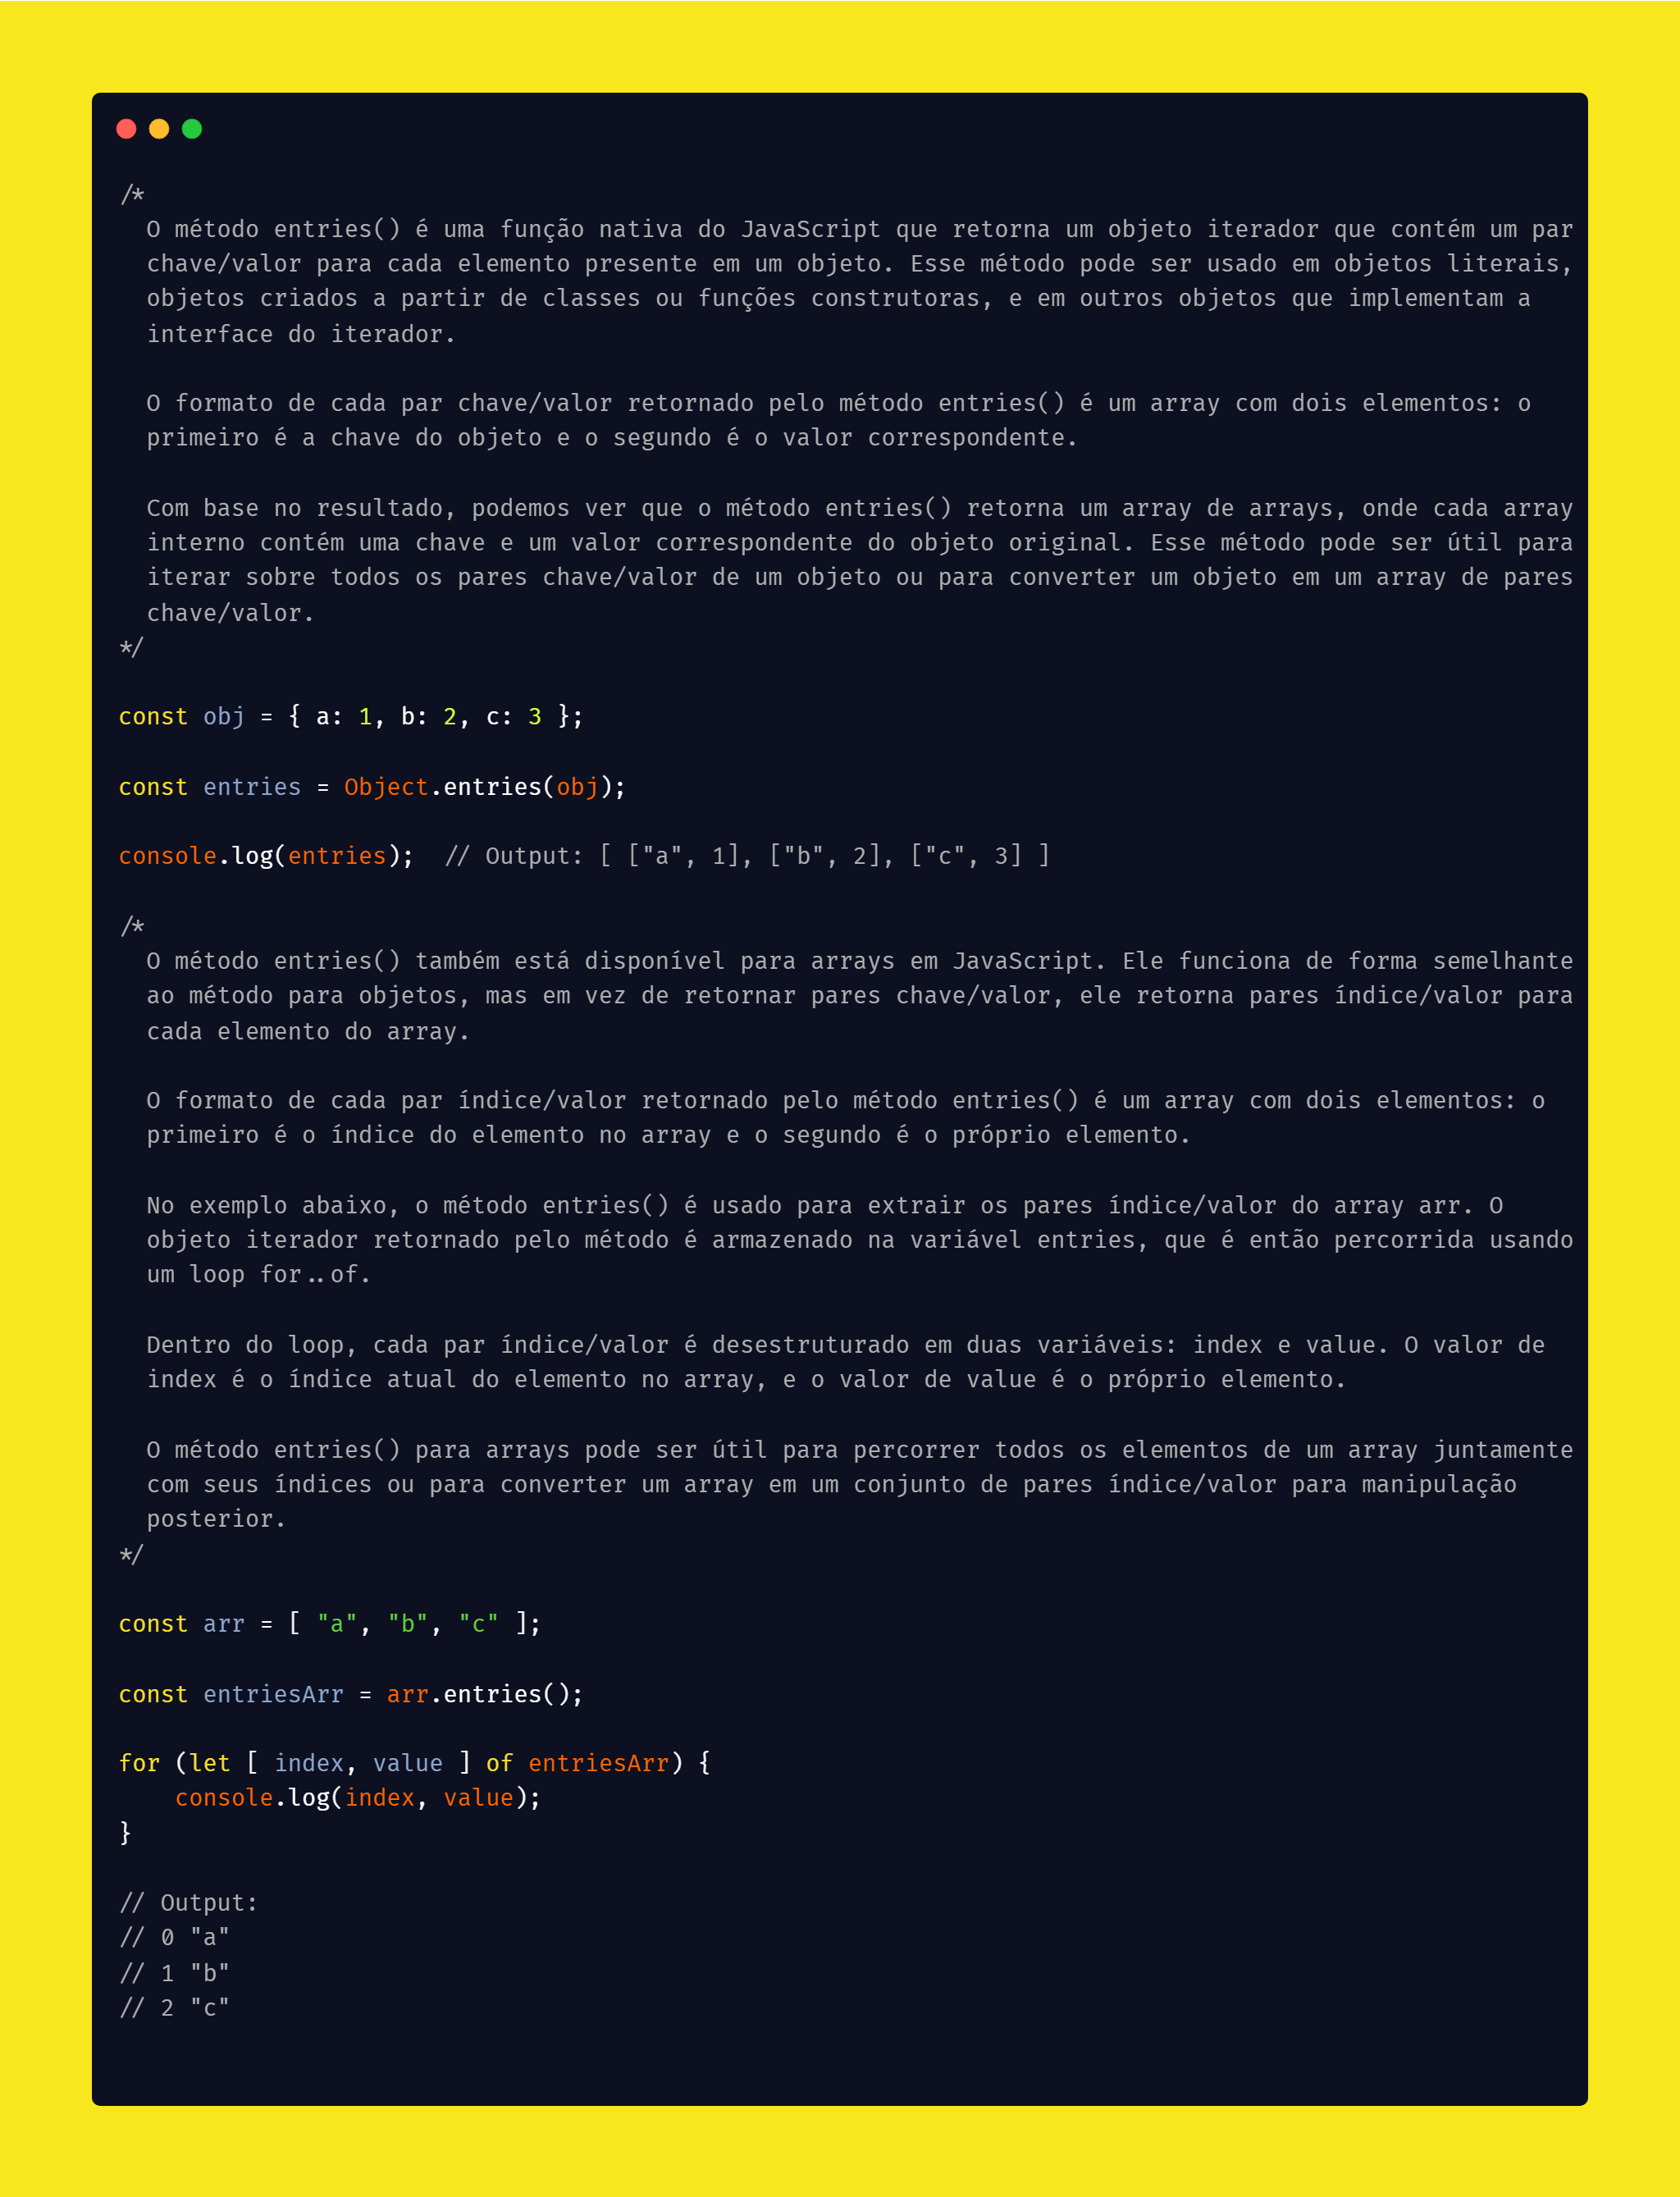 /*
O método entries() é uma função nativa do JavaScript que retorna um objeto iterador que contém um par
chave/valor para cada elemento presente em um objeto. Esse método pode ser usado em objetos literais,
objetos criados a partir de classes ou funções construtoras, e em outros objetos que implementam a
interface do iterador.
O formato de cada par chave/valor retornado pelo método entries() é um array com dois elementos: o
primeiro é a chave do objeto e o segundo é o valor correspondente.
Com base no resultado, podemos ver que o método entries() retorna um array de arrays, onde cada array
interno contém uma chave e um valor correspondente do objeto original. Esse método pode ser útil para
iterar sobre todos os pares chave/valor de um objeto ou para converter um objeto em um array de pares
chave/valor.
*/
const obj = { a: 1, b: 2, c: 3 };
const entries = Object.entries(obj);
console.log(entries);  // Output: [ ["a", 1], ["b", 2], ["c", 3] ]
/*
O método entries() também está disponível para arrays em JavaScript. Ele funciona de forma semelhante
ao método para objetos, mas em vez de retornar pares chave/valor, ele retorna pares índice/valor para
cada elemento do array.
O formato de cada par índice/valor retornado pelo método entries() é um array com dois elementos: o
primeiro é o índice do elemento no array e o segundo é o próprio elemento.
No exemplo abaixo, o método entries() é usado para extrair os pares índice/valor do array arr. O
objeto iterador retornado pelo método é armazenado na variável entries, que é então percorrida usando
um loop for..of.
Dentro do loop, cada par índice/valor é desestruturado em duas variáveis: index e value. O valor de
index é o índice atual do elemento no array, e o valor de value é o próprio elemento.
O método entries() para arrays pode ser útil para percorrer todos os elementos de um array juntamente
com seus índices ou para converter um array em um conjunto de pares índice/valor para manipulação
posterior.
*/
const arr = [ "a", "b", "c" ];
const entriesArr = arr.entries();
for (let [ index, value ] of entriesArr) {
    console.log(index, value);
}
// Output:
// 0 "a"
// 1 "b"
// 2 "c"